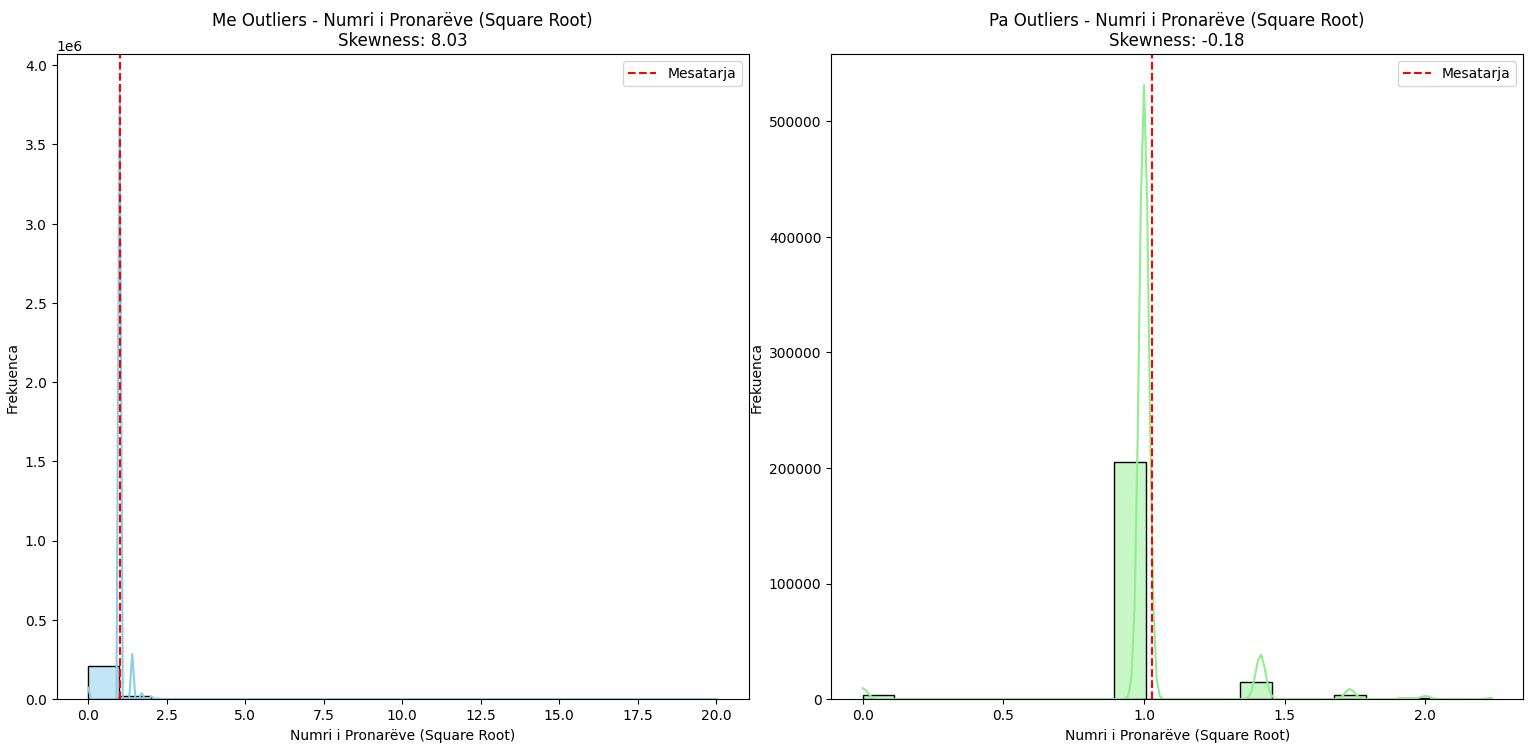 Me Outliers - Numri i Pronarëve (Square Root)
Skewness: 8.03
1e6
4.0
3.5
3.0
2.5
2.0
1.5
1.0
0.5
0.0
Frekuenca
Mesatarja
0.0 2.5 5.0 7.5 10.0 12.5 15.0 17.5 20.0
Numri i Pronarëve (Square Root)
Pa Outliers - Numri i Pronarëve (Square Root)
Skewness: -0.18
500000
400000
300000
200000
100000
0
Frekuenca
Mesatarja
0.0 0.5 1.0 1.5 2.0
Numri i Pronarëve (Square Root)